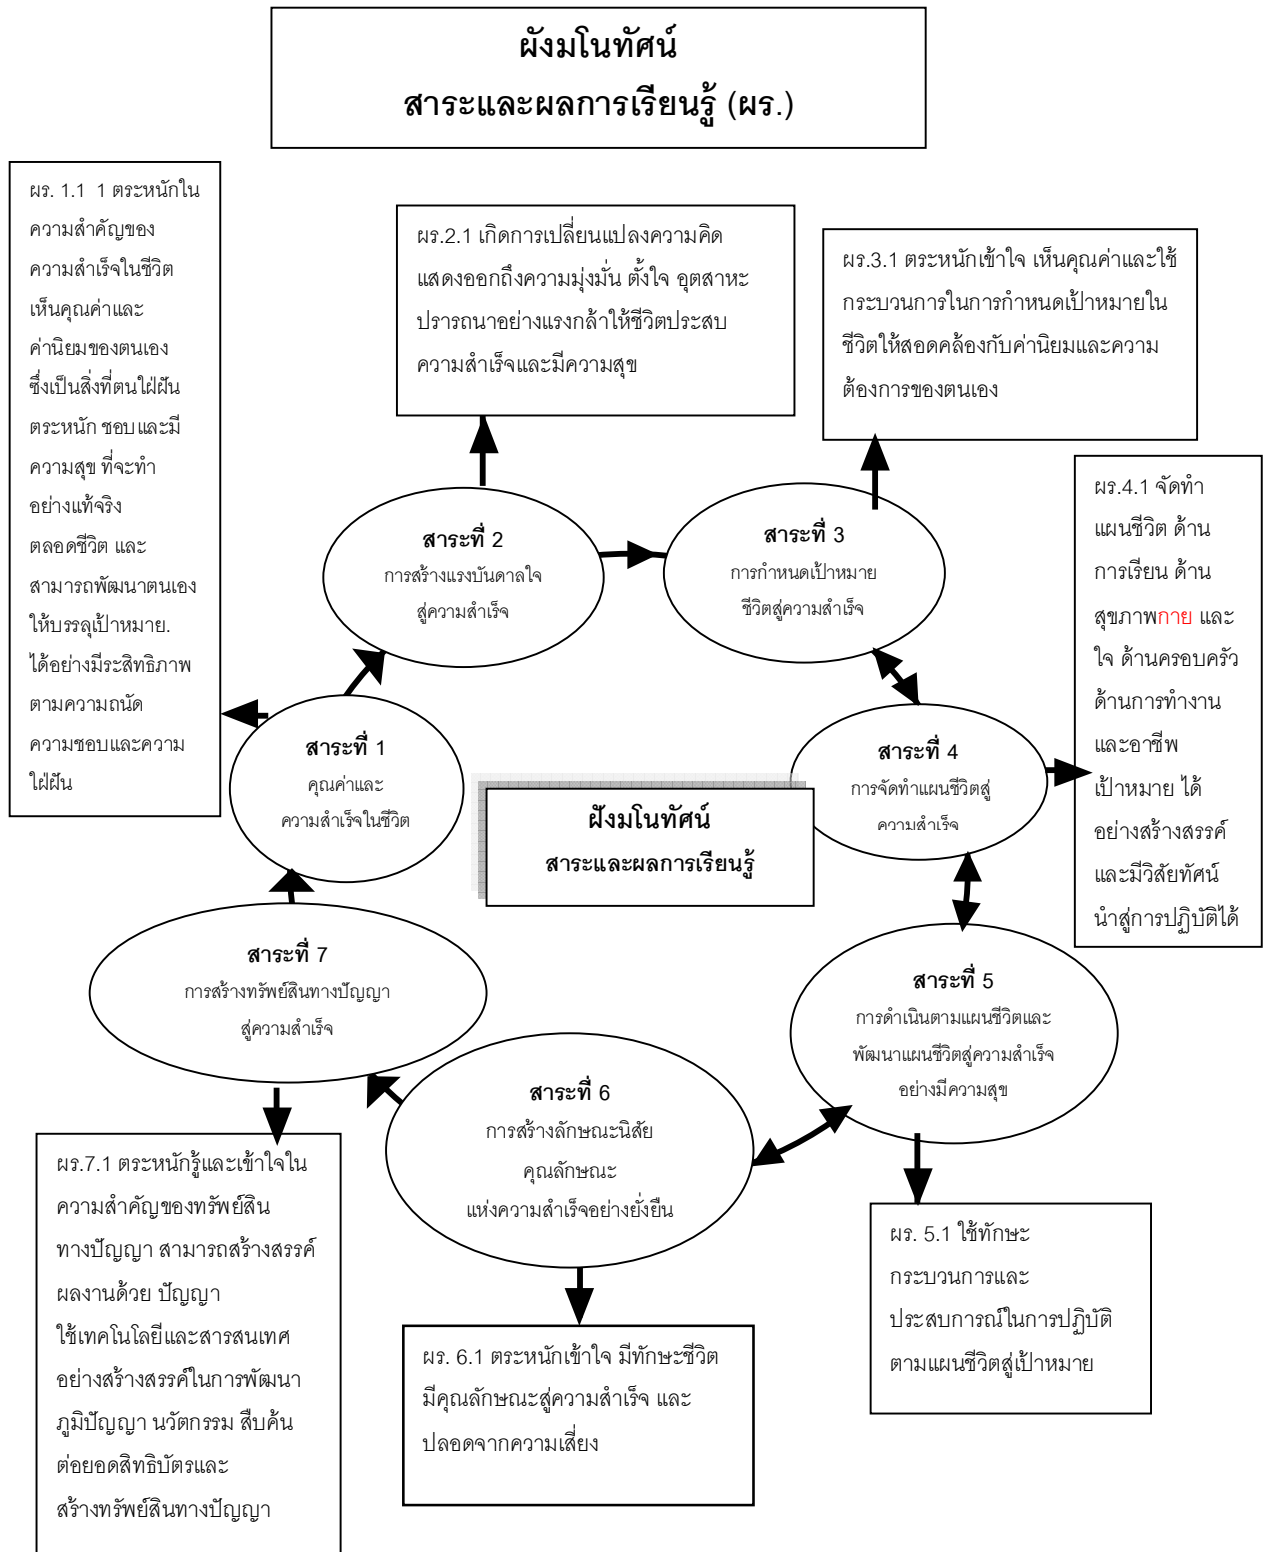 ผังมโนทัศน์
สาระและผลการเรียนรู้ (ผร.)
ผร. 1.1  1 ตระหนักใน
ความสำคัญของ
ความสำเร็จในชีวิต
เห็นคุณค่าและ
ค่านิยมของตนเอง
ซึ่งเป็นสิ่งที่ตนใฝ่ฝัน
ตระหนัก ชอบและมี
ความสุข ที่จะทำ
อย่างแท้จริง
ตลอดชีวิต และ
สามารถพัฒนาตนเอง
ให้บรรลุเป้าหมาย.
ได้อย่างมีระสิทธิภาพ
ตามความถนัด
ความชอบและความ
ใฝ่ฝัน
ผร.2.1 เกิดการเปลี่ยนแปลงความคิด
แสดงออกถึงความมุ่งมั่น ตั้งใจ อุตสาหะ
ปรารถนาอย่างแรงกล้าให้ชีวิตประสบ
ความสำเร็จและมีความสุข
ผร.3.1 ตระหนักเข้าใจ เห็นคุณค่าและใช้
กระบวนการในการกำหนดเป้าหมายใน
ชีวิตให้สอดคล้องกับค่านิยมและความ
ต้องการของตนเอง
ผร.4.1 จัดทำ
แผนชีวิต ด้าน
การเรียน ด้าน
สุขภาพกาย และ
ใจ ด้านครอบครัว
ด้านการทำงาน
และอาชีพ
เป้าหมาย ได้
อย่างสร้างสรรค์
และมีวิสัยทัศน์
นำสู่การปฏิบัติได้
สาระที่ 2
การสร้างแรงบันดาลใจ
สู่ความสำเร็จ
สาระที่ 3
การกำหนดเป้าหมาย
ชีวิตสู่ความสำเร็จ
สาระที่ 1
คุณค่าและ
ความสำเร็จในชีวิต
สาระที่ 4
การจัดทำแผนชีวิตสู่
ความสำเร็จ
ฝังมโนทัศน์
สาระและผลการเรียนรู้
สาระที่ 7
การสร้างทรัพย์สินทางปัญญา
สู่ความสำเร็จ
สาระที่ 5
การดำเนินตามแผนชีวิตและ
พัฒนาแผนชีวิตสู่ความสำเร็จ
อย่างมีความสุข
สาระที่ 6
การสร้างลักษณะนิสัย
คุณลักษณะ
แห่งความสำเร็จอย่างยั่งยืน
ผร.7.1 ตระหนักรู้และเข้าใจใน
ความสำคัญของทรัพย์สิน
ทางปัญญา สามารถสร้างสรรค์
ผลงานด้วย ปัญญา
ใช้เทคโนโลยีและสารสนเทศ
อย่างสร้างสรรค์ในการพัฒนา
ภูมิปัญญา นวัตกรรม สืบค้น
ต่อยอดสิทธิบัตรและ
สร้างทรัพย์สินทางปัญญา
ผร. 6.1 ตระหนักเข้าใจ มีทักษะชีวิต
มีคุณลักษณะสู่ความสำเร็จ และ
ปลอดจากความเสี่ยง
ผร. 5.1 ใช้ทักษะ
กระบวนการและ
ประสบการณ์ในการปฏิบัติ
ตามแผนชีวิตสู่เป้าหมาย